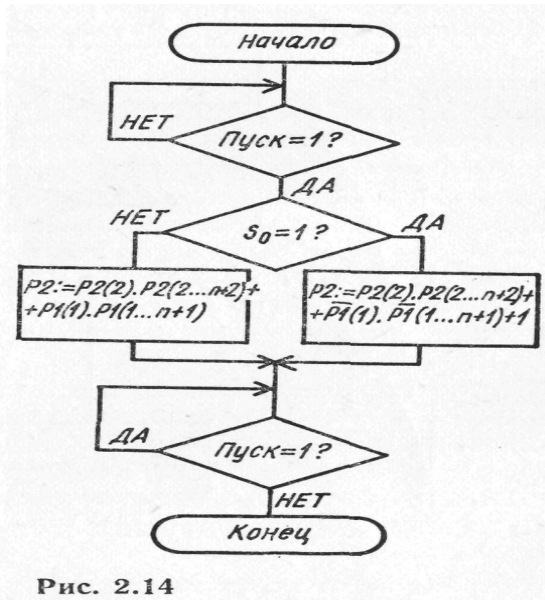 Начало
НЕТ
Пуск=1?
ДА
НЕТ
S₀=1?
ДА
P2:=P2(2).P2(2...n+2)+
+P1(1).P1(1...n+1)
P2:=P2(2).P2(2...n+2)+
+P̅1̅(1).P̅1̅(1...n+1)+1
ДА
Пуск=1?
НЕТ
Конец
Рис. 2.14